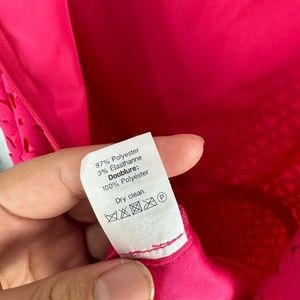 97% Polyester
3% Elasthanne
Doublure:
100% Polyester
Dry clean.
P